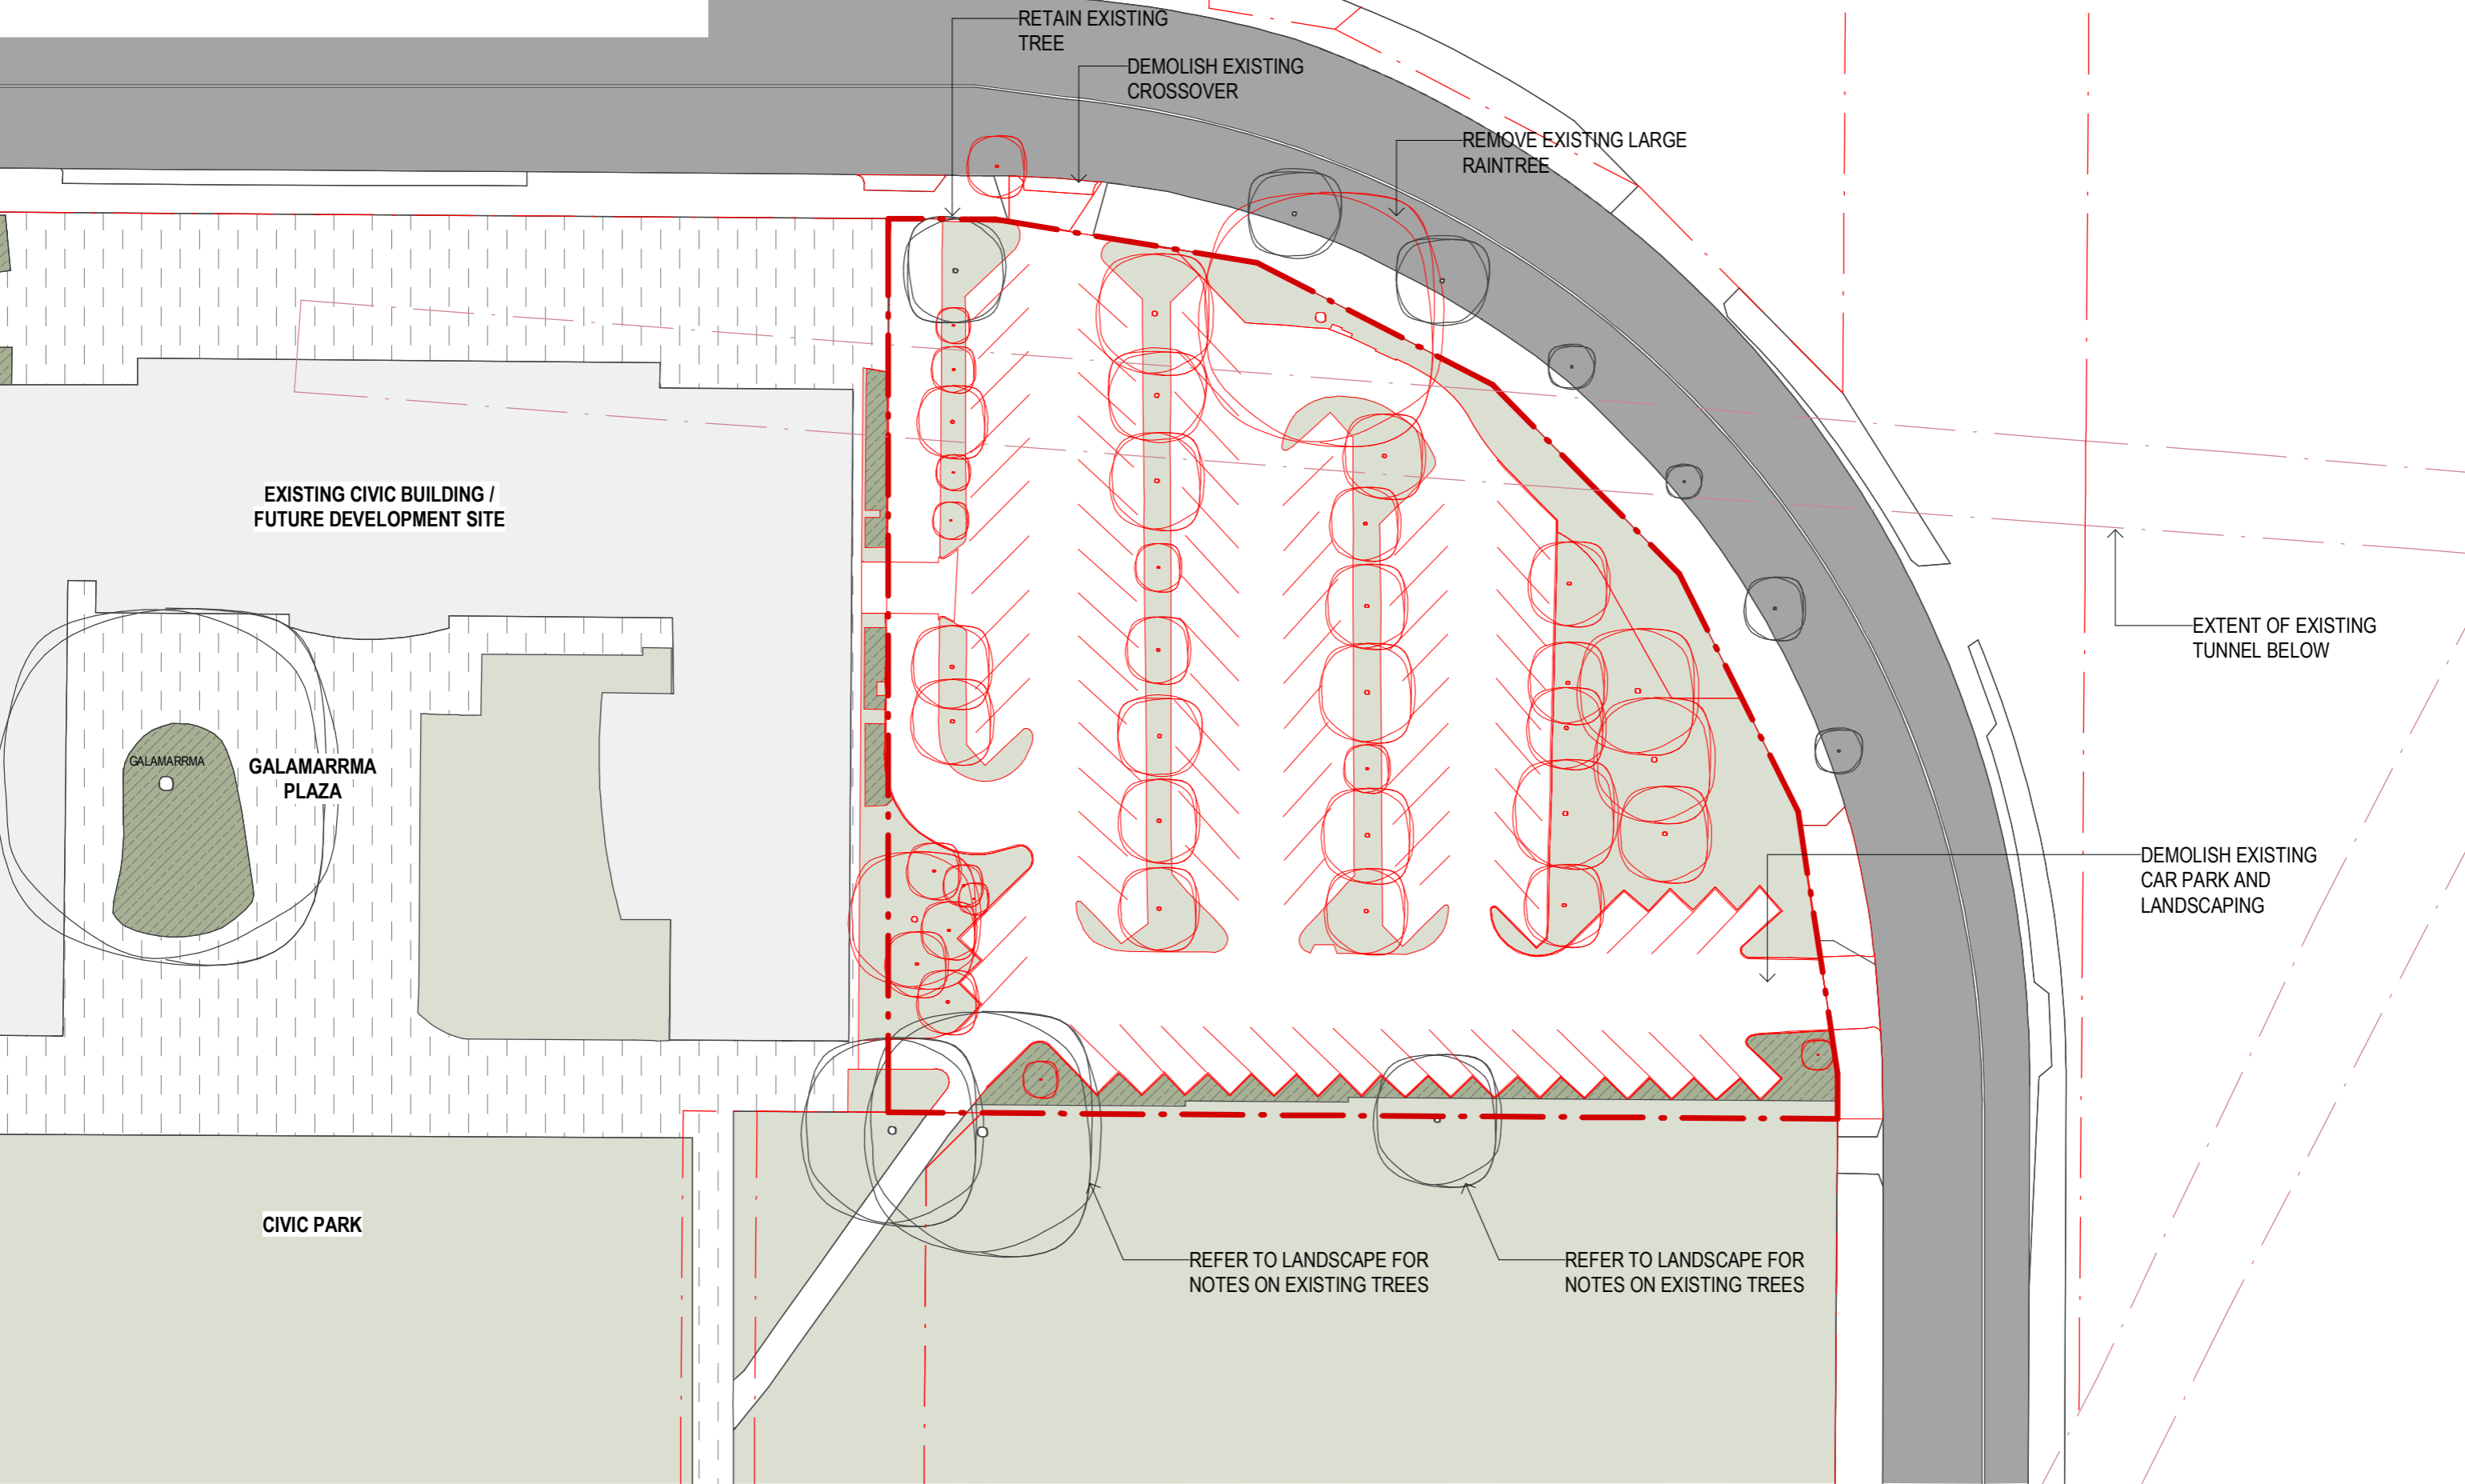 RETAIN EXISTING
TREE
DEMOLISH EXISTING
CROSSOVER
REMOVE EXISTING LARGE
RAINTREE
EXISTING CIVIC BUILDING /
FUTURE DEVELOPMENT SITE
EXTENT OF EXISTING
TUNNEL BELOW
GALAMARRMA
GALAMARRMA
PLAZA
DEMOLISH EXISTING
CAR PARK AND
LANDSCAPING
CIVIC PARK
REFER TO LANDSCAPE FOR
NOTES ON EXISTING TREES
REFER TO LANDSCAPE FOR
NOTES ON EXISTING TREES